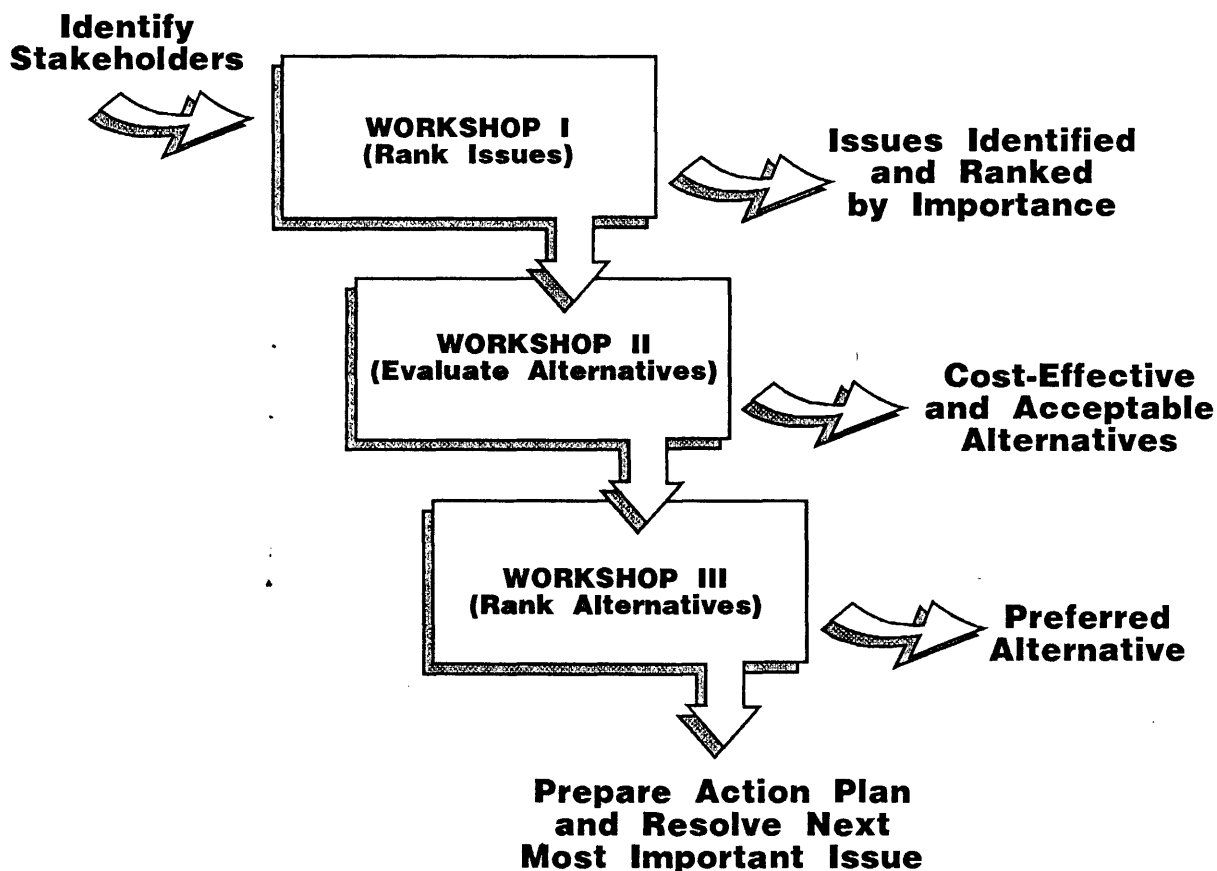 Identify
Stakeholders
WORKSHOP I
(Rank Issues)
Issues Identified
and Ranked
by Importance
WORKSHOP II
(Evaluate Alternatives)
Cost-Effective
and Acceptable
Alternatives
WORKSHOP III
(Rank Alternatives)
Preferred
Alternative
Prepare Action Plan
and Resolve Next
Most Important Issue